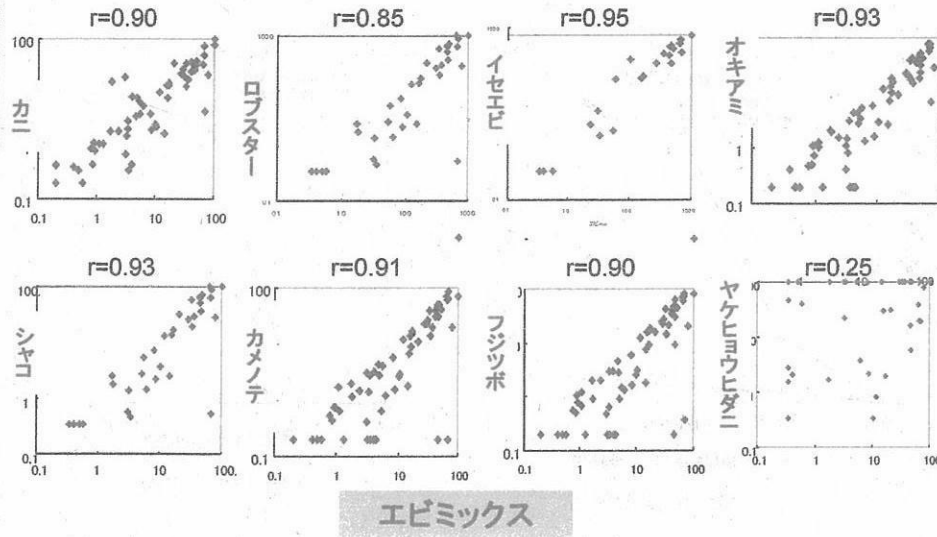 r=0.90
r=0.85
r=0.95
r=0.93
カニ
100
0.1
0.1 1 10 100
ロブスター
イセエビ
オキアミ
1
0.1
r=0.93
r=0.91
r=0.90
r=0.25
シャコ
100
1
0.1
0.1 1 10 100.
カメノテ
100
0.1
1 10 100
フジツボ
0.1
0.1 1 10 100
ヤケヒョウヒダニ
0.1 1 10 100
エビミックス